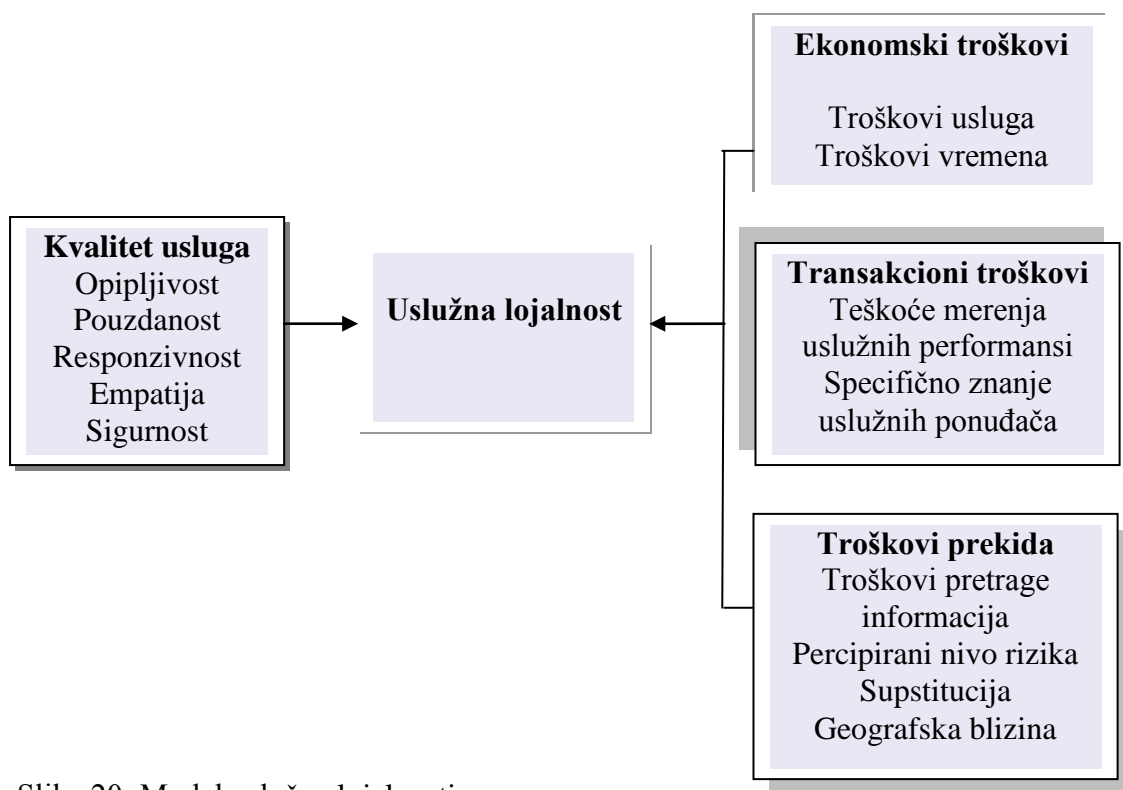 Ekonomski troškovi
Troškovi usluga
Troškovi vremena
Kvalitet usluga
Opipljivost
Pouzdanost
Responzivnost
Empatija
Sigurnost
Uslužna lojalnost
Transakcioni troškovi
Teškoće merenja
uslužnih performansi
Specifično znanje
uslužnih ponuđača
Troškovi prekida
Troškovi pretrage
informacija
Percipirani nivo rizika
Supstitucija
Geografska blizina